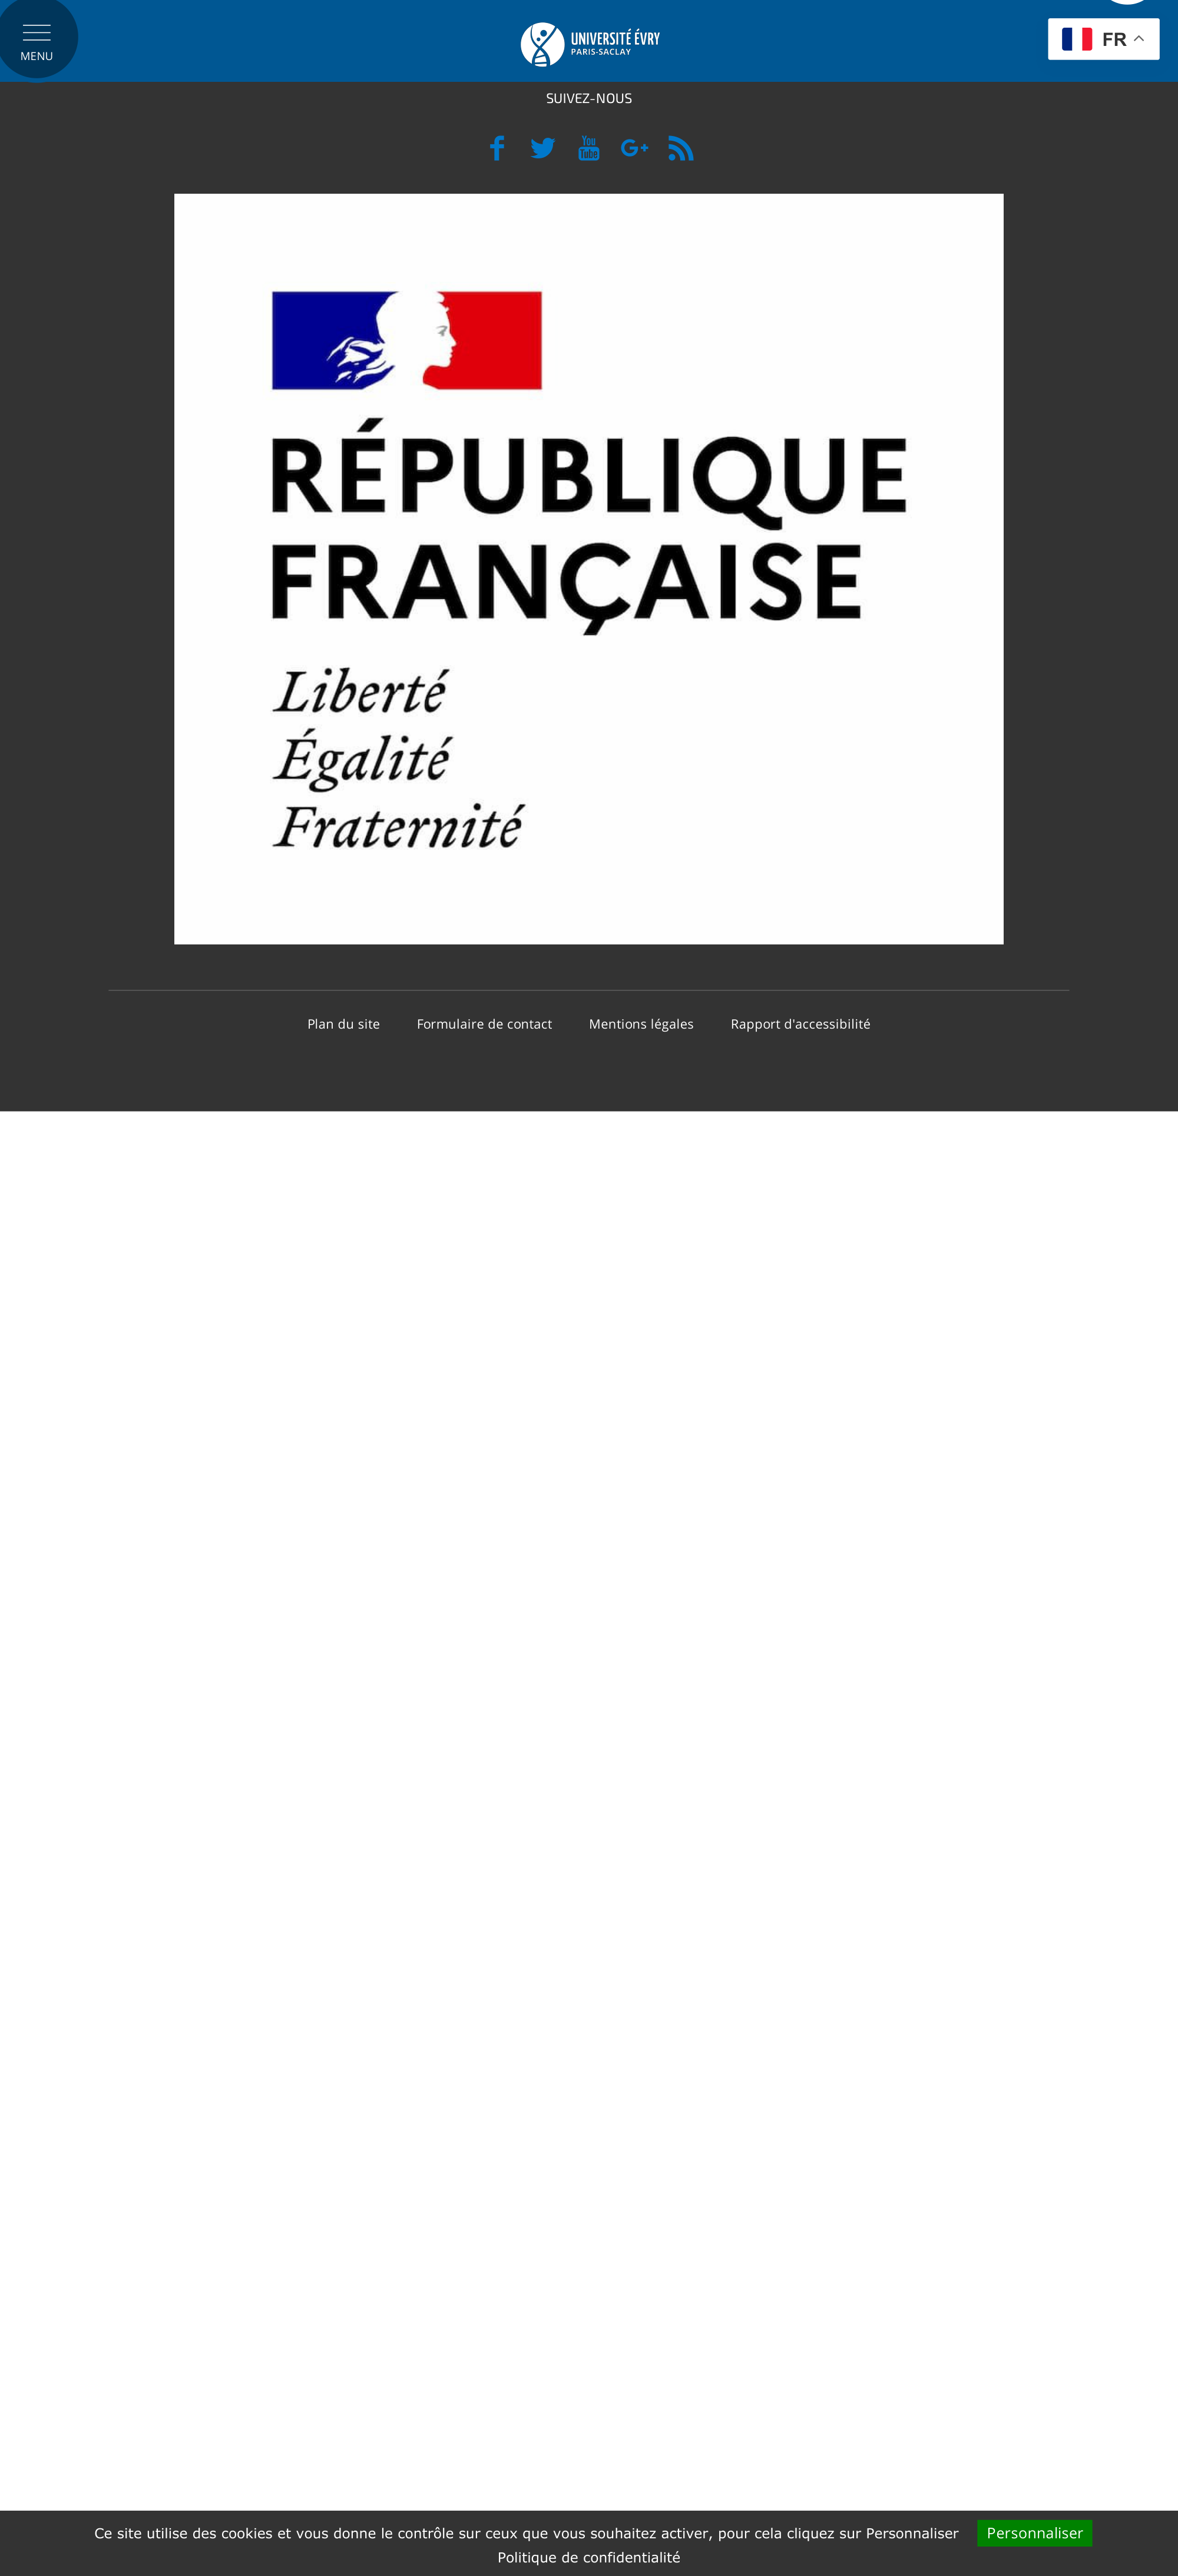 MENU
UNIVERSITÉ ÉVRY
PARIS-SACLAY
FR
SUIVEZ-NOUS
You
Tube
G+
RÉPUBLIQUE
FRANÇAISE
Liberté
Égalité
Fraternité
Plan du site Formulaire de contact Mentions légales Rapport d'accessibilité
Ce site utilise des cookies et vous donne le contrôle sur ceux que vous souhaitez activer, pour cela cliquez sur Personnaliser Personnaliser
Politique de confidentialité